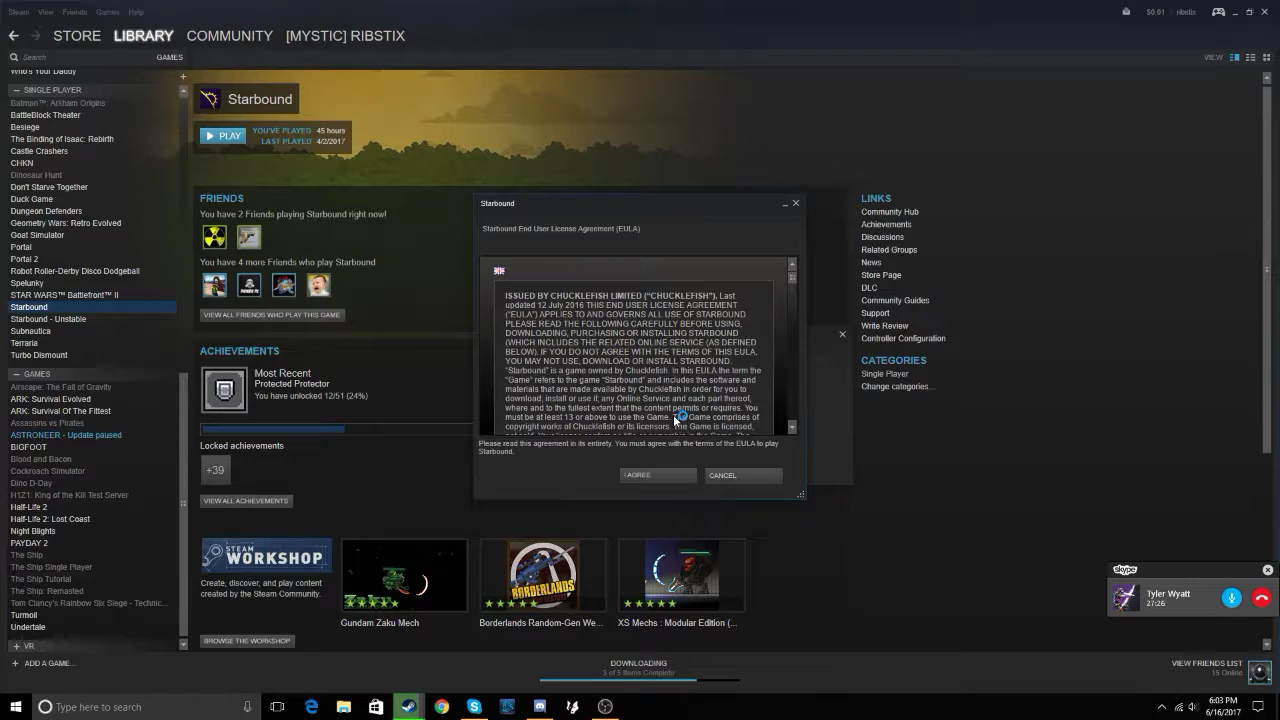 Steam View Friends Games Help
$0.01 ribstix
STORE LIBRARY COMMUNITY [MYSTIC] RIBSTIX
Search GAMES
VIEW
Who's Your Daddy
SINGLE PLAYER
Batman™: Arkham Origins
BattleBlock Theater
Besiege
The Binding of Isaac: Rebirth
Castle Crashers
CHKN
Dinosaur Hunt
Don't Starve Together
Duck Game
Dungeon Defenders
Geometry Wars: Retro Evolved
Goat Simulator
Portal
Portal 2
Robot Roller-Derby Disco Dodgeball
Spelunky
STAR WARS™ Battlefront™ II
Starbound
Starbound - Unstable
Subnautica
Terraria
Turbo Dismount
GAMES
Airscape: The Fall of Gravity
ARK: Survival Evolved
ARK: Survival Of The Fittest
Assassins vs Pirates
ASTRONEER - Update paused
BIGFOOT
Blood and Bacon
Cockroach Simulator
Dino D-Day
H1Z1: King of the Kill Test Server
Half-Life 2
Half-Life 2: Lost Coast
Night Blights
PAYDAY 2
The Ship
The Ship Single Player
The Ship Tutorial
The Ship: Remasted
Tom Clancy's Rainbow Six Siege - Technic...
Turmoil
Undertale
VR
ADD A GAME...
Starbound
PLAY
YOU'VE PLAYED 45 hours
LAST PLAYED 4/2/2017
FRIENDS
You have 2 Friends playing Starbound right now!
You have 4 more Friends who play Starbound
VIEW ALL FRIENDS WHO PLAY THIS GAME
ACHIEVEMENTS
Most Recent
Protected Protector
You have unlocked 12/51 (24%)
Locked achievements
+39
VIEW ALL ACHIEVEMENTS
STEAM WORKSHOP
Create, discover, and play content
created by the Steam Community.
BROWSE THE WORKSHOP
Gundam Zaku Mech
BORDERLANDS
Borderlands Random-Gen We...
XS Mechs : Modular Edition (...
Starbound
Starbound End User License Agreement (EULA)
ISSUED BY CHUCKLEFISH LIMITED ("CHUCKLEFISH"). Last
updated 12 July 2016 THIS END USER LICENSE AGREEMENT
("EULA") APPLIES TO AND GOVERNS ALL USE OF STARBOUND
PLEASE READ THE FOLLOWING CAREFULLY BEFORE USING,
DOWNLOADING, PURCHASING OR INSTALLING STARBOUND
(WHICH INCLUDES THE RELATED ONLINE SERVICE (AS DEFINED
BELOW). IF YOU DO NOT AGREE WITH THE TERMS OF THIS EULA,
YOU MAY NOT USE, DOWNLOAD OR INSTALL STARBOUND.
"Starbound" is a game owned by Chucklefish. In this EULA the term the
"Game" refers to the game "Starbound" and includes the software and
materials that are made available by Chucklefish in order for you to
download, install or use it; any Online Service and each part thereof,
where and to the fullest extent that the content permits or requires. You
must be at least 13 or above to use the Game. Game comprises of
copyright works of Chucklefish or its licensors. The Game is licensed,
Please read this agreement in its entirety. You must agree with the terms of the EULA to play
Starbound.
I AGREE CANCEL
LINKS
Community Hub
Achievements
Discussions
Related Groups
News
Store Page
DLC
Community Guides
Support
Write Review
Controller Configuration
CATEGORIES
Single Player
Change categories...
skype
Tyler Wyatt
27:26
DOWNLOADING
3 of 5 Items Complete
VIEW FRIENDS LIST
15 Online
Type here to search
6:03 PM
6/16/2017